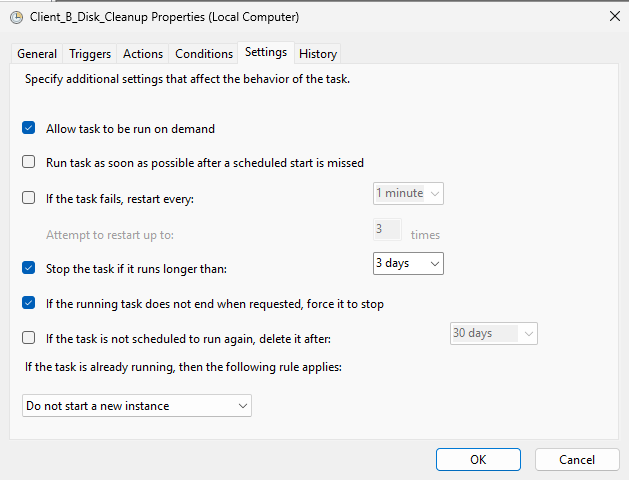 Client_B_Disk_Cleanup Properties (Local Computer)
General Triggers Actions Conditions Settings History
Specify additional settings that affect the behavior of the task.
Allow task to be run on demand
Run task as soon as possible after a scheduled start is missed
If the task fails, restart every: 1 minute
Attempt to restart up to: 3 times
Stop the task if it runs longer than: 3 days
If the running task does not end when requested, force it to stop
If the task is not scheduled to run again, delete it after: 30 days
If the task is already running, then the following rule applies:
Do not start a new instance
OK Cancel